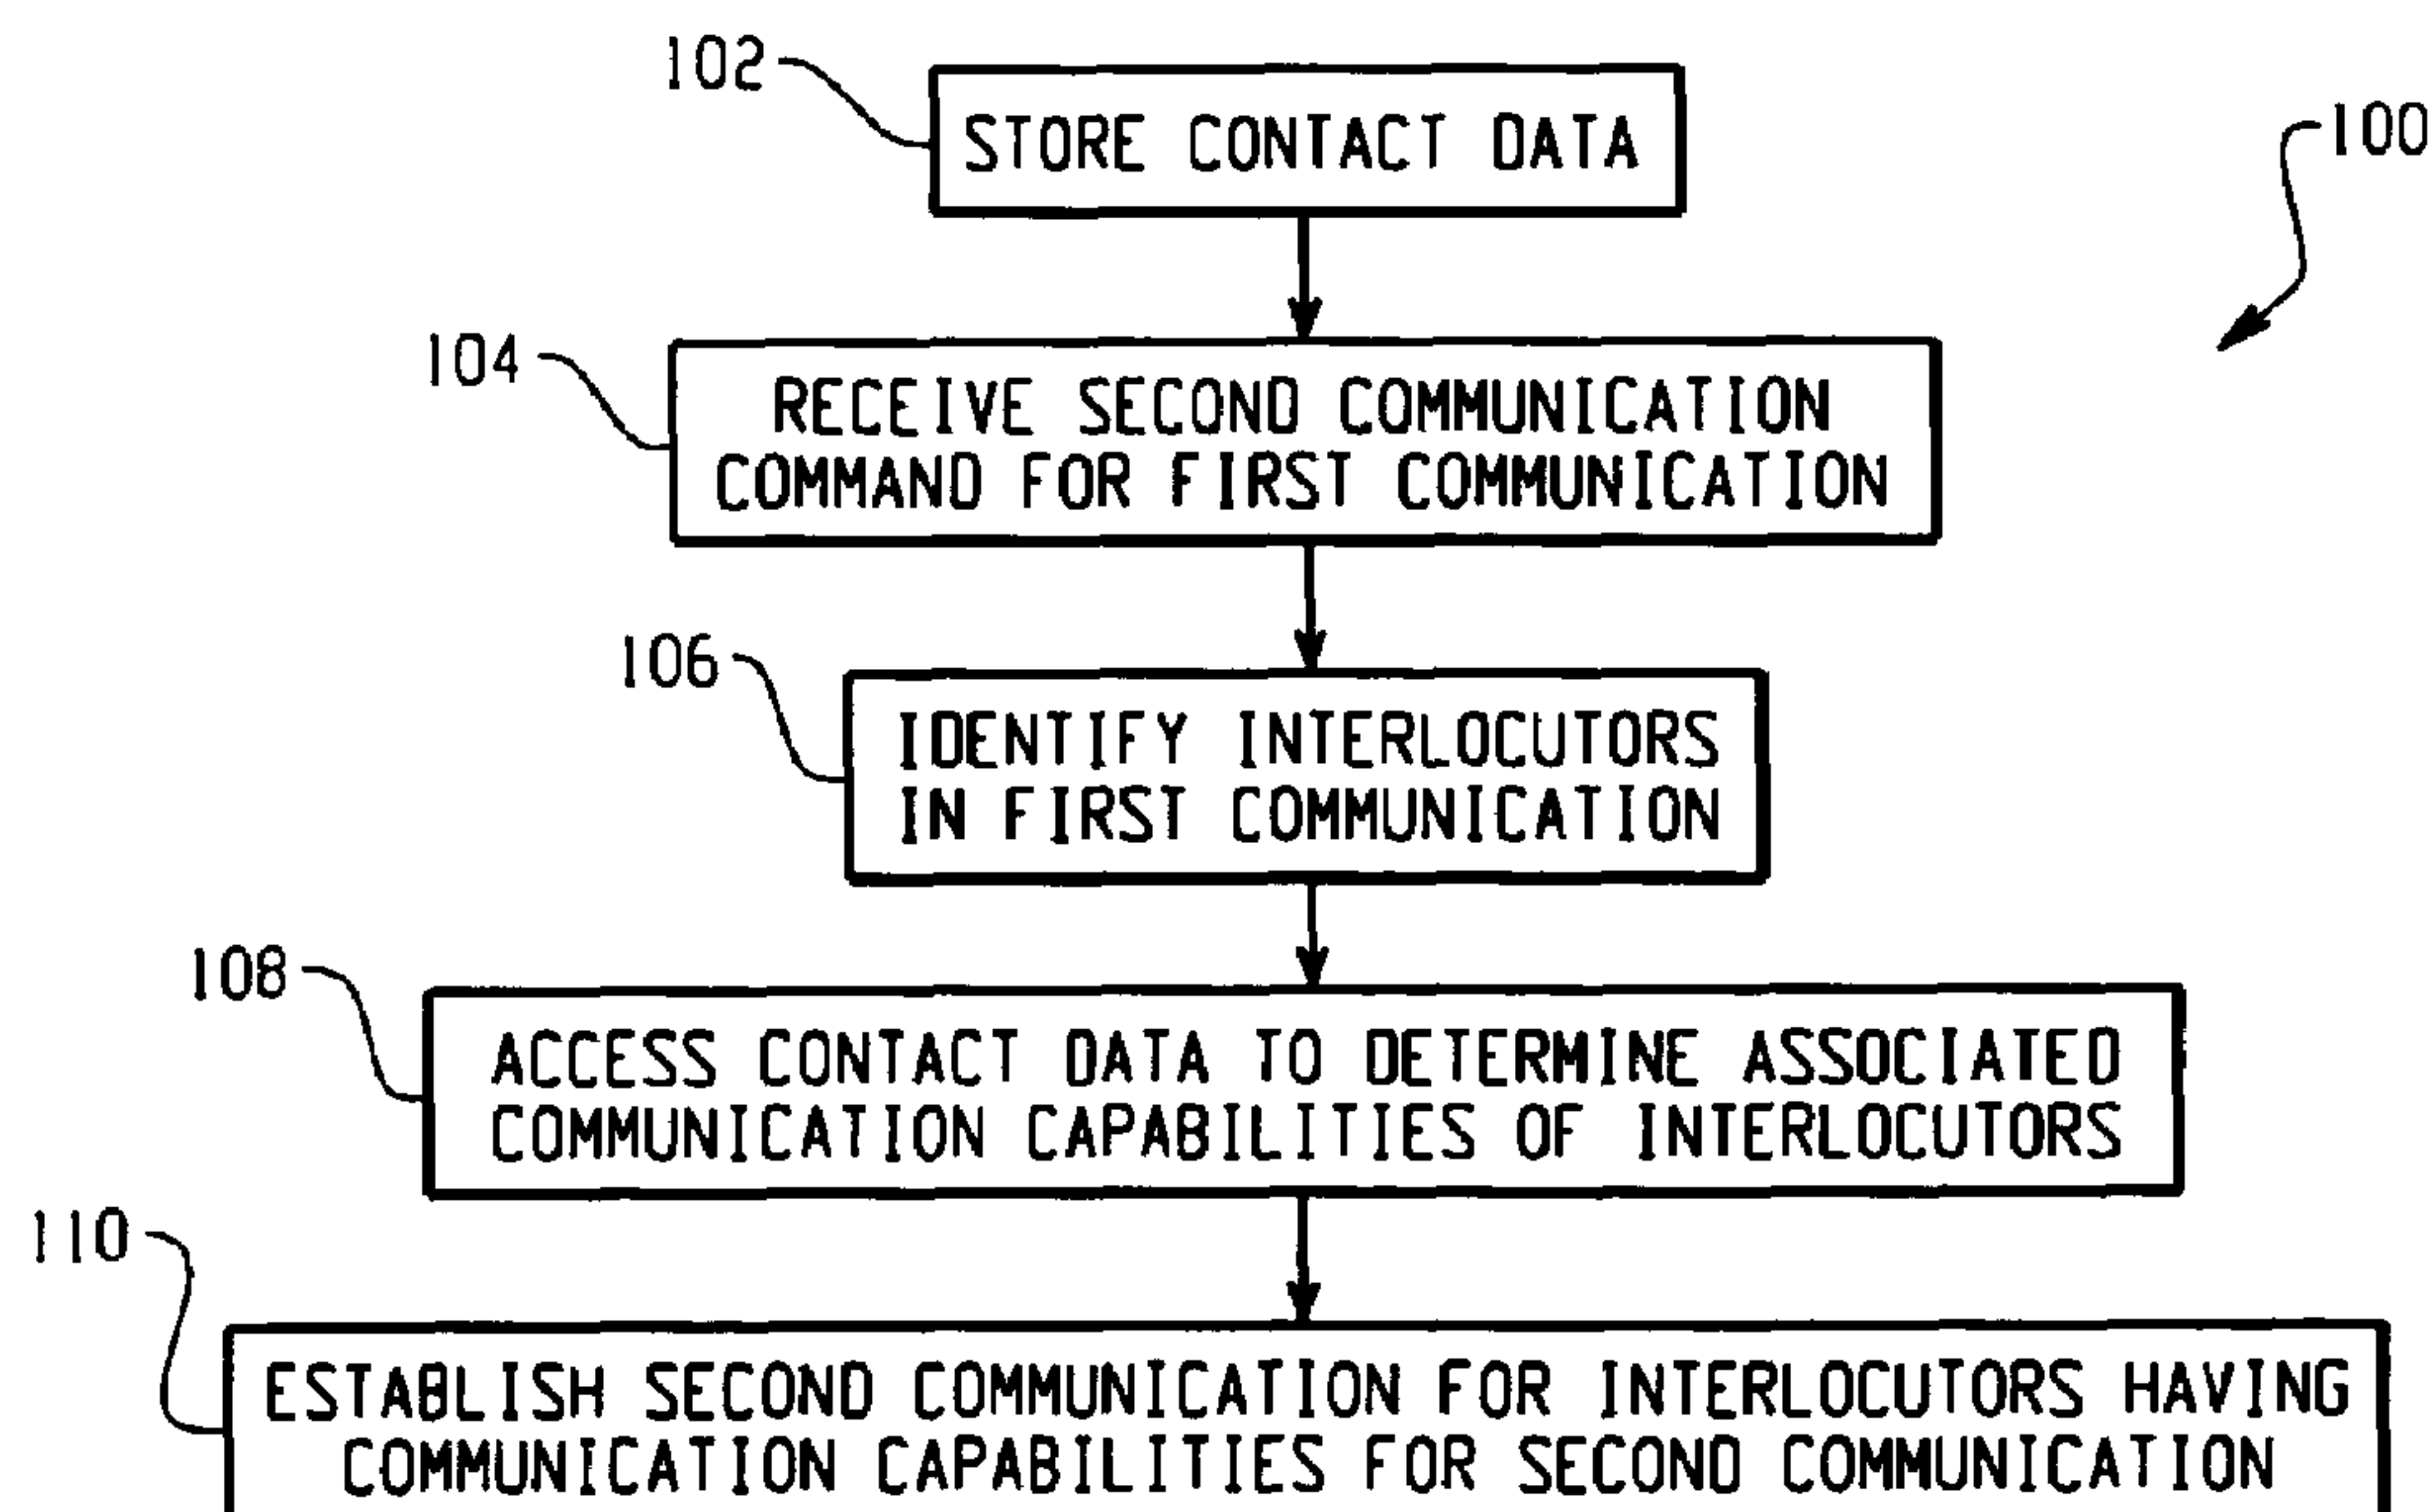 102
STORE CONTACT DATA
100
104
RECEIVE SECOND COMMUNICATION
COMMAND FOR FIRST COMMUNICATION
106
IDENTIFY INTERLOCUTORS
IN FIRST COMMUNICATION
108
ACCESS CONTACT DATA TO DETERMINE ASSOCIATED
COMMUNICATION CAPABILITIES OF INTERLOCUTORS
110
ESTABLISH SECOND COMMUNICATION FOR INTERLOCUTORS HAVING
COMMUNICATION CAPABILITIES FOR SECOND COMMUNICATION